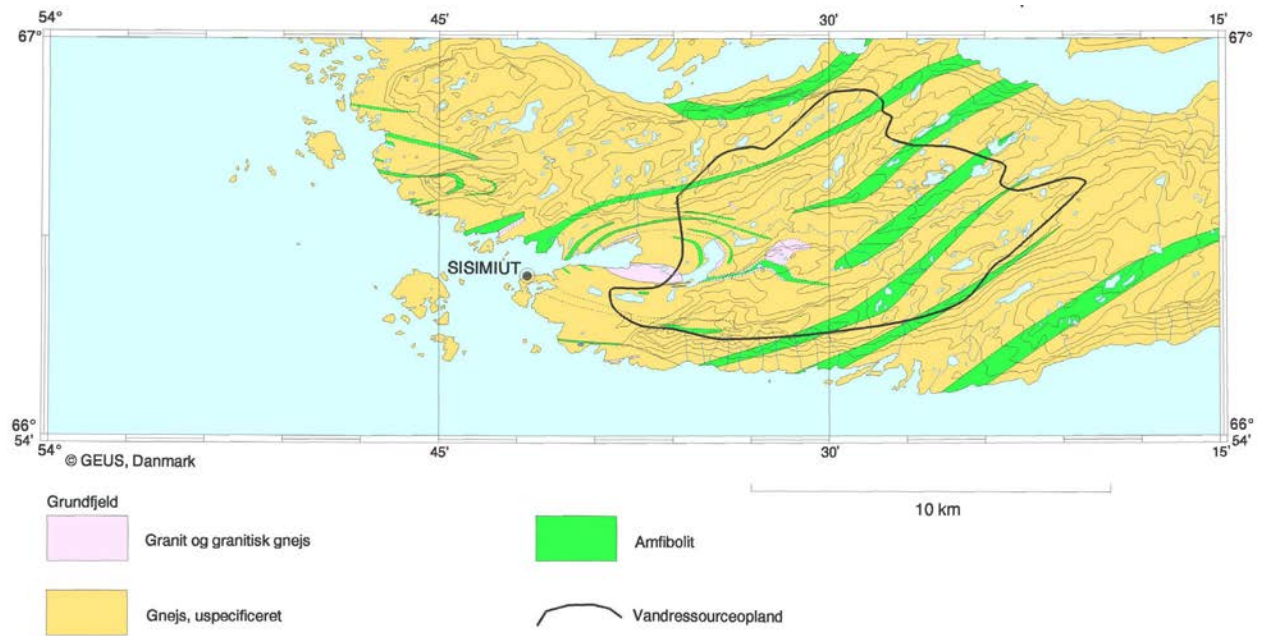 54°
45'
30'
15'
67°
67°
SISIMIUT
66°
54'
66°
54'
54°
45'
30'
15'
© GEUS, Danmark
10 km
Grundfjeld
Granit og granitisk gnejs
Amfibolit
Gnejs, uspecificeret
Vandressourceopland